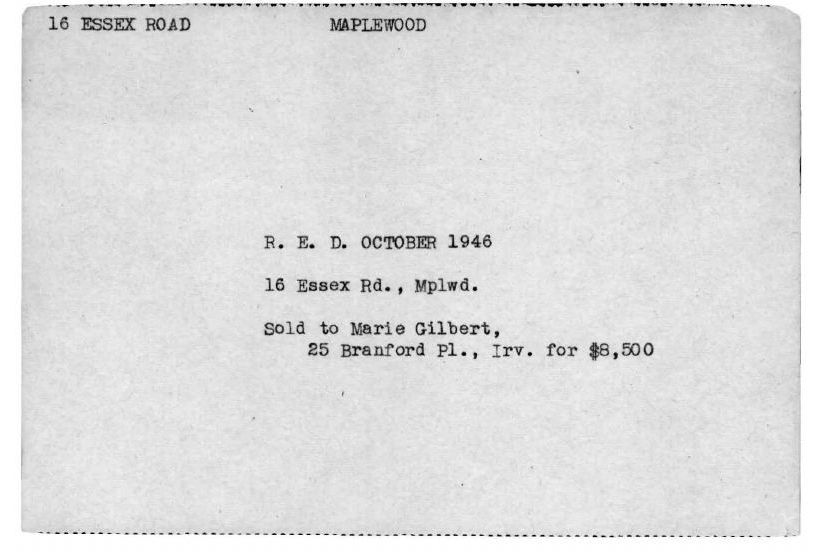 16 ESSEX ROAD MAPLEWOOD
R. E. D. OCTOBER 1946
16 Essex Rd., Mplwd.
Sold to Marie Gilbert,
25 Branford Pl., Irv. for $8,500